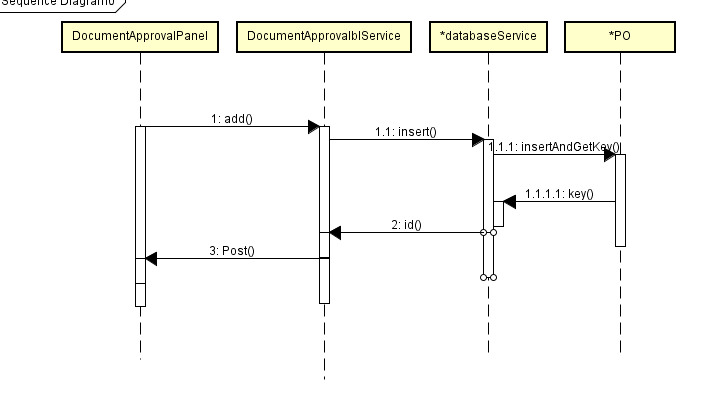 Sequence Diagram0
DocumentApprovalPanel
DocumentApprovalblService
*databaseService
*PO
1: add()
1.1: insert()
1.1.1: insertAndGetKey()
1.1.1.1: key()
2: id()
3: Post()